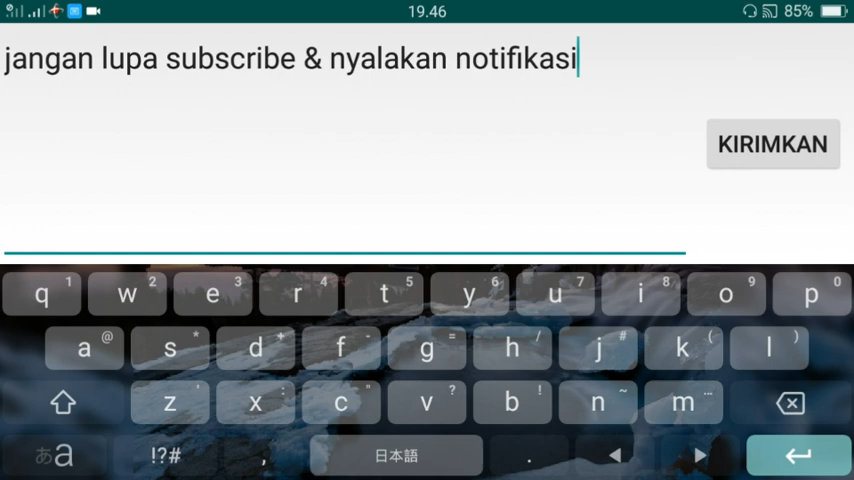 19.46
85%
jangan lupa subscribe & nyalakan notifikasi
KIRIMKAN
q 1 w 2 e 3 r 4 t 5 y 6 u 7 i 8 o 9 p 0
a @ s * d + f - g = h / j # k ( l )
z ' x : c " v ? b ! n ~ m …
あa !?# , 日本語 .